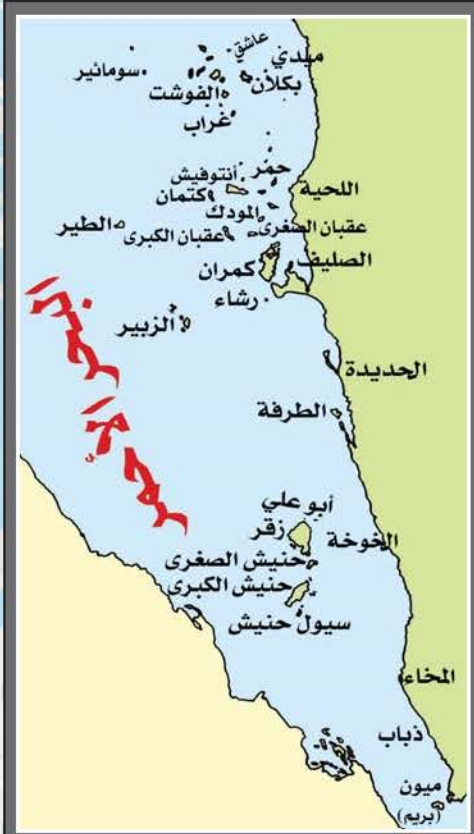 عاشق
ميدي
سومائير
بكلان
الفوشت
غراب
حمر
أنتوفيش
اللحية
كتمان
المودك
عقبان الصغرى
الطير
عقبان الكبرى
الصليف
كمران
رشاء
الزبير
البحر الأحمر
الحديدة
الطرفة
أبو علي
زقر
الخوخة
حنيش الصغرى
حنيش الكبرى
سيول حنيش
المخاء
ذباب
ميون
(بريم)